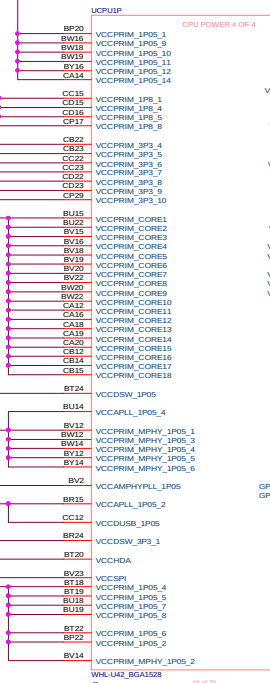 UCPU1P
CPU POWER 4 OF 4
BP20 VCCPRIM_1P05_1
BW16 VCCPRIM_1P05_9
BW18 VCCPRIM_1P05_10
BW19 VCCPRIM_1P05_11
BY16 VCCPRIM_1P05_12
CA14 VCCPRIM_1P05_14
CC15 VCCPRIM_1P8_1
CD15 VCCPRIM_1P8_4
CD16 VCCPRIM_1P8_5
CP17 VCCPRIM_1P8_8
CB22 VCCPRIM_3P3_4
CB23 VCCPRIM_3P3_5
CC22 VCCPRIM_3P3_6
CC23 VCCPRIM_3P3_7
CD22 VCCPRIM_3P3_8
CD23 VCCPRIM_3P3_9
CP29 VCCPRIM_3P3_10
BU15 VCCPRIM_CORE1
BU22 VCCPRIM_CORE2
BV15 VCCPRIM_CORE3
BV16 VCCPRIM_CORE4
BV18 VCCPRIM_CORE5
BV19 VCCPRIM_CORE6
BV20 VCCPRIM_CORE7
BV22 VCCPRIM_CORE8
BW20 VCCPRIM_CORE9
BW22 VCCPRIM_CORE10
CA12 VCCPRIM_CORE11
CA16 VCCPRIM_CORE12
CA18 VCCPRIM_CORE13
CA19 VCCPRIM_CORE14
CA20 VCCPRIM_CORE15
CB12 VCCPRIM_CORE16
CB14 VCCPRIM_CORE17
CB15 VCCPRIM_CORE18
BT24 VCCDSW_1P05
BU14 VCCAPLL_1P05_4
BV12 VCCPRIM_MPHY_1P05_1
BW12 VCCPRIM_MPHY_1P05_3
BW14 VCCPRIM_MPHY_1P05_4
BY12 VCCPRIM_MPHY_1P05_5
BY14 VCCPRIM_MPHY_1P05_6
BV2 VCCAMPHYPLL_1P05
GP
GP
BR15 VCCAPLL_1P05_2
CC12 VCCDUSB_1P05
BR24 VCCDSW_3P3_1
BT20 VCCHDA
BV23 VCCSPI
BT18 VCCPRIM_1P05_4
BT19 VCCPRIM_1P05_5
BU18 VCCPRIM_1P05_7
BU19 VCCPRIM_1P05_8
BT22 VCCPRIM_1P05_6
BP22 VCCPRIM_1P05_2
BV14 VCCPRIM_MPHY_1P05_2
WHL-U42_BGA1528